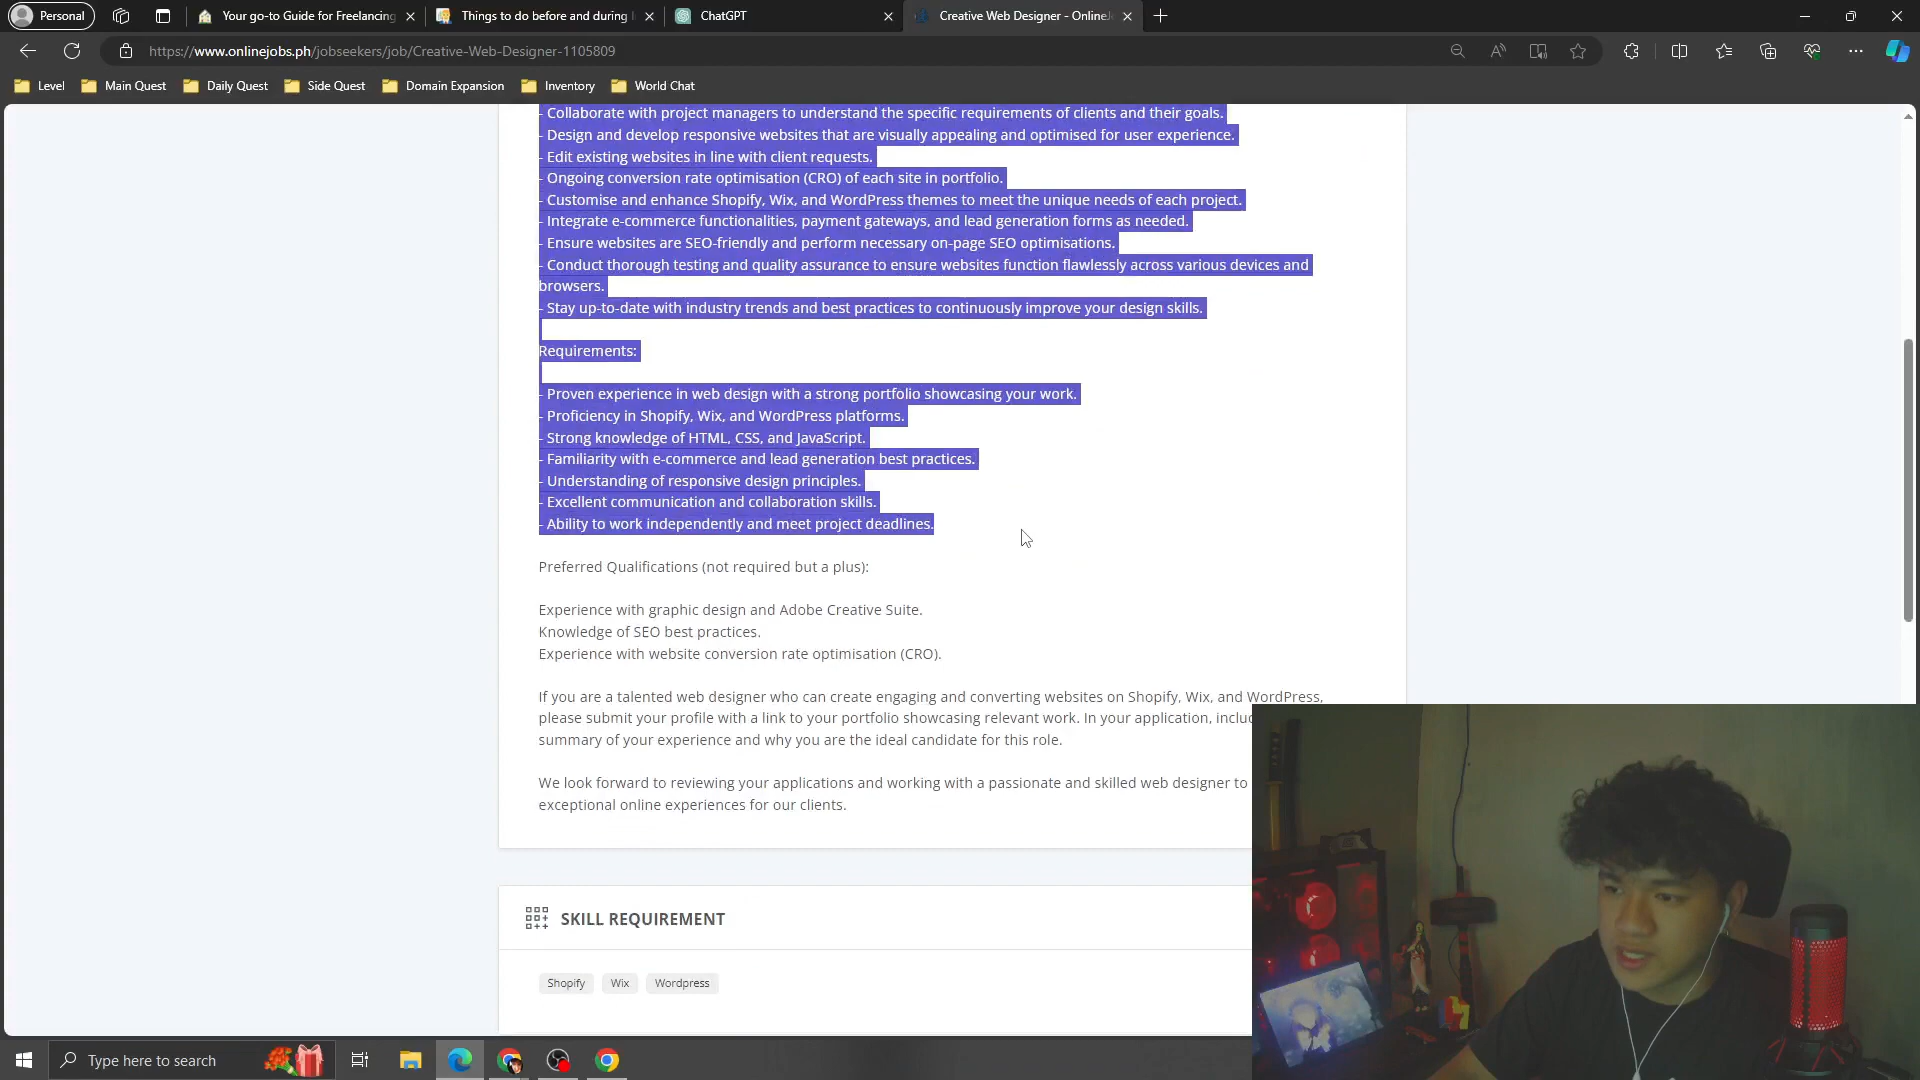 Personal
Your go-to Guide for Freelancing
Things to do before and during I
ChatGPT
Creative Web Designer - OnlineJ
https://www.onlinejobs.ph/jobseekers/job/Creative-Web-Designer-1105809
Level
Main Quest
Daily Quest
Side Quest
Domain Expansion
Inventory
World Chat
- Collaborate with project managers to understand the specific requirements of clients and their goals.
- Design and develop responsive websites that are visually appealing and optimised for user experience.
- Edit existing websites in line with client requests.
- Ongoing conversion rate optimisation (CRO) of each site in portfolio.
- Customise and enhance Shopify, Wix, and WordPress themes to meet the unique needs of each project.
- Integrate e-commerce functionalities, payment gateways, and lead generation forms as needed.
- Ensure websites are SEO-friendly and perform necessary on-page SEO optimisations.
- Conduct thorough testing and quality assurance to ensure websites function flawlessly across various devices and
browsers.
- Stay up-to-date with industry trends and best practices to continuously improve your design skills.
Requirements:
- Proven experience in web design with a strong portfolio showcasing your work.
- Proficiency in Shopify, Wix, and WordPress platforms.
- Strong knowledge of HTML, CSS, and JavaScript.
- Familiarity with e-commerce and lead generation best practices.
- Understanding of responsive design principles.
- Excellent communication and collaboration skills.
- Ability to work independently and meet project deadlines.
Preferred Qualifications (not required but a plus):
Experience with graphic design and Adobe Creative Suite.
Knowledge of SEO best practices.
Experience with website conversion rate optimisation (CRO).
If you are a talented web designer who can create engaging and converting websites on Shopify, Wix, and WordPress,
please submit your profile with a link to your portfolio showcasing relevant work. In your application, includ
summary of your experience and why you are the ideal candidate for this role.
We look forward to reviewing your applications and working with a passionate and skilled web designer to
exceptional online experiences for our clients.
SKILL REQUIREMENT
Shopify
Wix
Wordpress
Type here to search